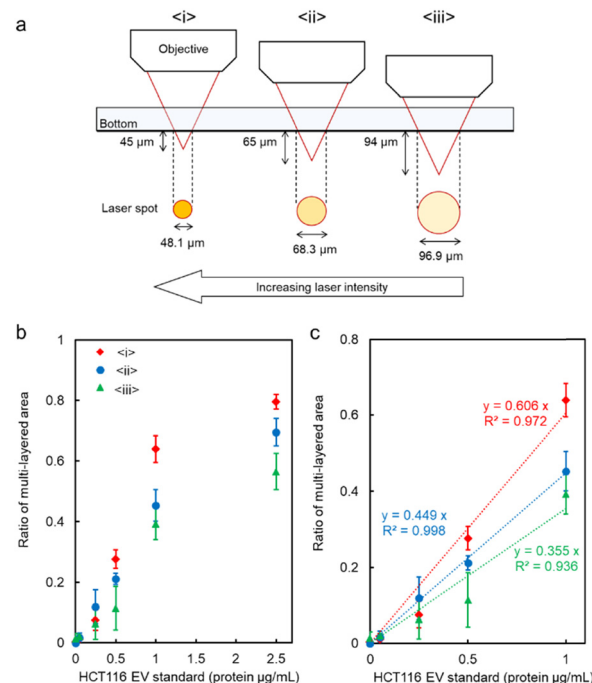 a
<i>
<ii>
<iii>
Objective
Bottom
45 μm
65 μm
94 μm
Laser spot
48.1 μm
68.3 μm
96.9 μm
Increasing laser intensity
b
1
0.8
0.6
0.4
0.2
0
<i>
<ii>
<iii>
Ratio of multi-layered area
0 0.5 1 1.5 2 2.5
HCT116 EV standard (protein μg/mL)
c
0.8
0.6
0.4
0.2
0
Ratio of multi-layered area
y = 0.606 x
R² = 0.972
y = 0.449 x
R² = 0.998
y = 0.355 x
R² = 0.936
0 0.5 1
HCT116 EV standard (protein μg/mL)